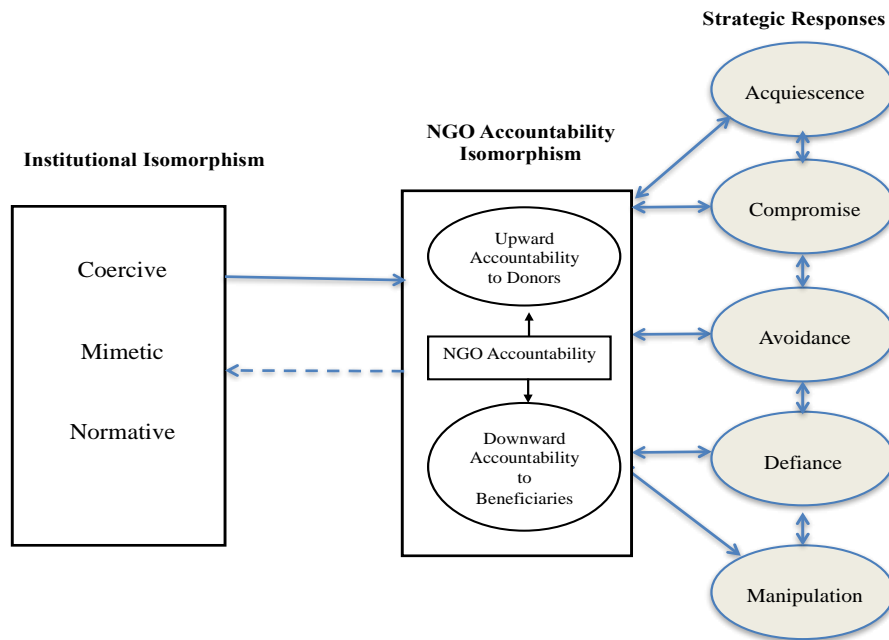 Strategic Responses
Acquiescence
NGO Accountability
Isomorphism
Institutional Isomorphism
Compromise
Upward
Accountability
to Donors
Coercive
Avoidance
Mimetic
NGO Accountability
Normative
Downward
Accountability
to
Beneficiaries
Defiance
Manipulation